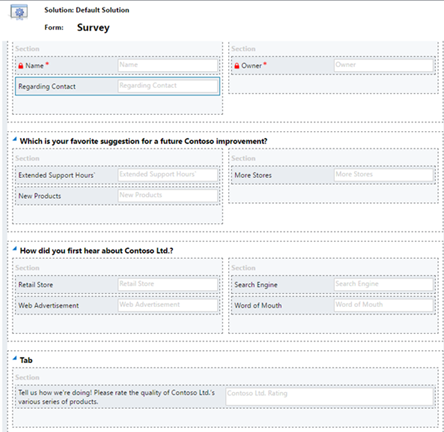 Solution: Default Solution
Form: Survey
Section Section
Name * Name Owner * Owner
Regarding Contact Regarding Contact
Which is your favorite suggestion for a future Contoso improvement?
Section Section
Extended Support Hours` Extended Support Hours` More Stores More Stores
New Products New Products
How did you first hear about Contoso Ltd.?
Section Section
Retail Store Retail Store Search Engine Search Engine
Web Advertisement Web Advertisement Word of Mouth Word of Mouth
Tab
Section
Tell us how we're doing! Please rate the quality of Contoso Ltd.'s Contoso Ltd. Rating
various series of products.